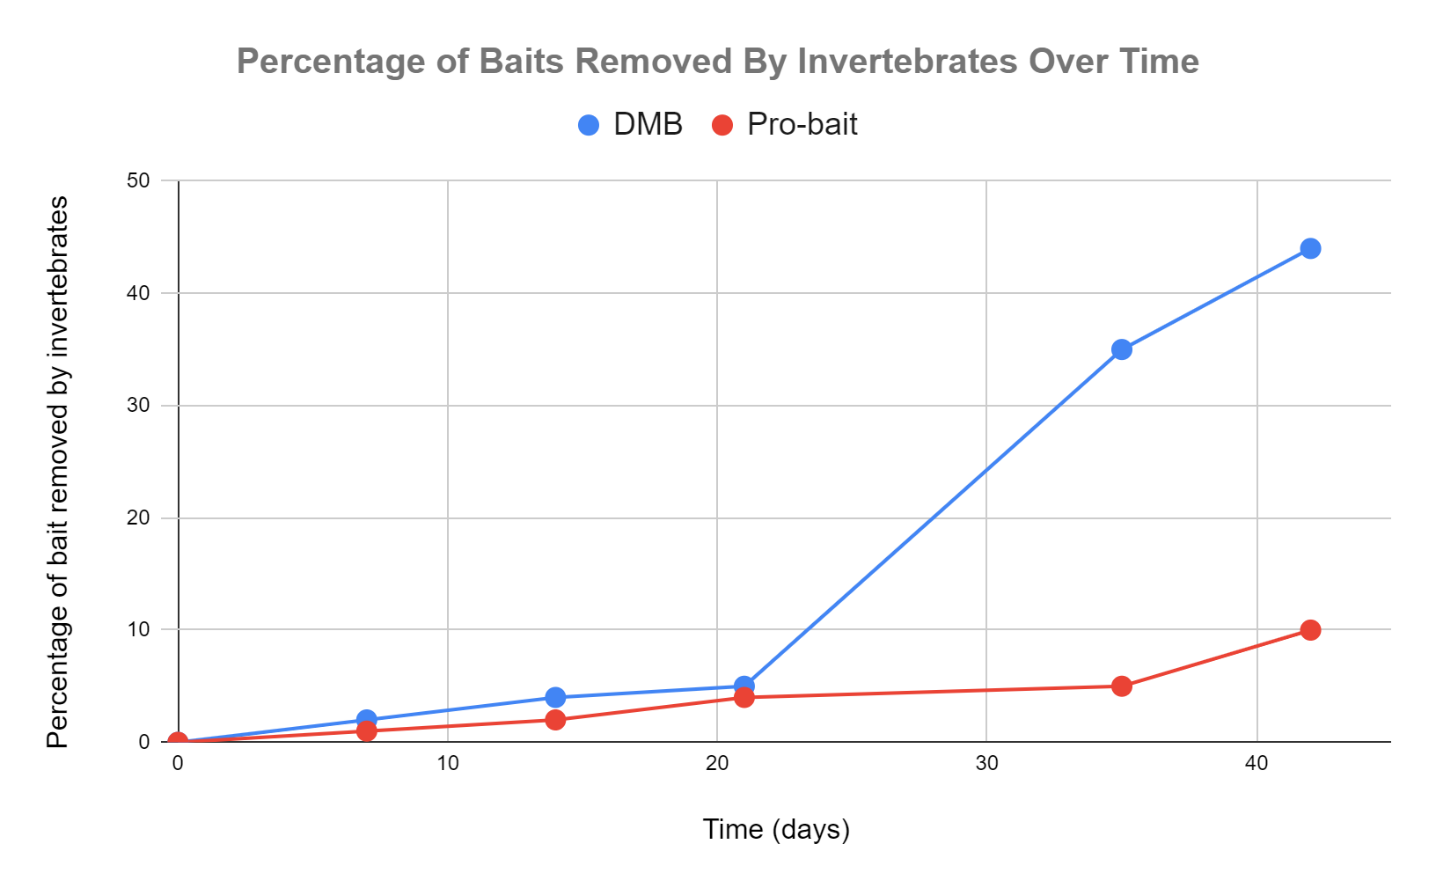 Percentage of Baits Removed By Invertebrates Over Time
DMB Pro-bait
Percentage of bait removed by invertebrates
50
40
30
20
10
0
0 10 20 30 40
Time (days)